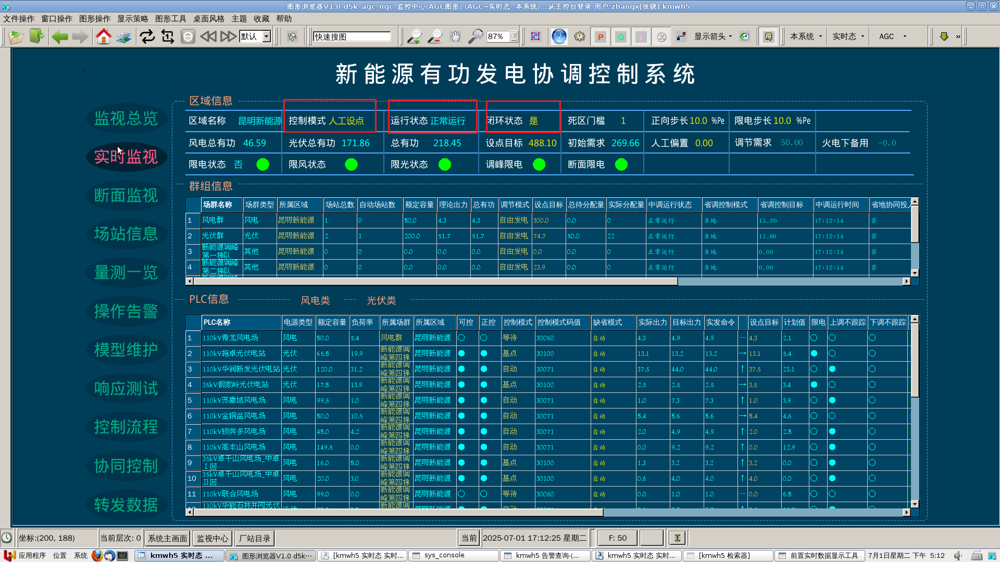 图形浏览器V1.0 d5k_agc_ngc_监控中心(AGC图形) (AGC--实时态--本系统) ::从主控台登录 用户:zhangx(张骁):kmwh5
文件操作 窗口操作 图形操作 显示策略 图形工具 桌面风格 主题 收藏 帮助
默认 快速搜图 87% P Q 显示箭头 本系统 实时态 AGC »
新能源有功发电协调控制系统
监视总览
实时监视
断面监视
场站信息
量测一览
操作告警
模型维护
响应测试
控制流程
协同控制
转发数据
区域信息
区域名称 昆明新能源 控制模式 人工设点 运行状态 正常运行 闭环状态 是 死区门槛 1 正向步长 10.0 %Pe 限电步长 10.0 %Pe
风电总有功 46.59 光伏总有功 171.86 总有功 218.45 设点目标 488.10 初始需求 269.66 人工偏置 0.00 调节需求 50.00 火电下备用 -0.0
限电状态 否 限风状态 限光状态 调峰限电 断面限电
群组信息
场群名称 场群类型 所属区域 场站总数 自动场站数 额定容量 理论出力 总有功 调节模式 设点目标 总待分配量 实际分配量 中调运行状态 省调控制模式 省调控制目标 中调运行时间 省地协同投入
1 风电群 风电 昆明新能源 1 0 80.0 4.3 4.3 自由发电 300.0 0.0 0 正常运行 当地 15.20 17:12:14 否
2 光伏群 光伏 昆明新能源 2 1 200.0 51.7 51.7 自由发电 74.7 50.0 22 正常运行 当地 11.60 17:12:14 否
3 新能源调峰第一梯队 其他 昆明新能源 0 0 0.0 0.0 0.0 自由发电 0.0 0.0 0 正常运行 当地 0.00 17:12:14 否
4 新能源调峰第二梯队 其他 昆明新能源 0 0 0.0 0.0 0.0 自由发电 23.9 0.0 0 正常运行 当地 0.00 17:12:14 否
PLC信息 风电类 光伏类
PLC名称 电源类型 额定容量 负荷率 所属场群 所属区域 可控 正控 控制模式 控制模式码值 缺省模式 实际出力 目标出力 实发命令 设点目标 计划值 限电 上调不跟踪 下调不跟踪
1 110kV青龙风电场 风电 80.0 5.4 风电群 昆明新能源 等待 30060 自动 4.3 4.9 4.9 — 4.3 2.1
2 110kV拖卓光伏电站 光伏 65.8 19.9 新能源调峰第四梯 昆明新能源 基点 30100 自动 13.1 13.2 13.2 → 13.1 5.4
3 110kV华润新发光伏电站 光伏 120.0 31.2 新能源调峰第四梯 昆明新能源 自动 30071 自动 37.5 44.0 44.0 ↑ 37.5 23.1
4 35kV钢家岭光伏电站 光伏 17.8 13.9 新能源调峰第四梯 昆明新能源 基点 30100 自动 2.5 2.5 2.5 → 3.5 3.4
5 110kV苏撒坡风电场 风电 99.5 1.0 新能源调峰第四梯 昆明新能源 自动 30071 自动 1.0 7.3 7.3 ↑ 1.0 3.9
6 110kV金铜盆风电场 风电 80.0 10.5 新能源调峰第四梯 昆明新能源 自动 30071 自动 8.4 8.6 8.6 → 8.4 4.6
7 110kV锁奔多风电场 风电 48.0 4.2 新能源调峰第四梯 昆明新能源 自动 30071 自动 2.0 4.9 4.9 ↑ 2.0 2.8
8 110kV高本山风电场 风电 149.5 0.0 新能源调峰第四梯 昆明新能源 自动 30071 自动 0.0 9.2 9.2 ↑ 0.0 12.9
9 35kV卓干山风电场_中卓Ⅰ回 风电 16.0 8.0 新能源调峰第四梯 昆明新能源 基点 30100 自动 1.3 3.2 3.2 ↑ 3.2 0.0
10 35kV卓干山风电场_中卓Ⅱ回 风电 20.0 3.0 新能源调峰第四梯 昆明新能源 基点 30100 自动 0.6 4.0 4.0 ↑ 4.0 0.0
11 110kV联合风电场 风电 99.0 0.0 新能源调峰第四梯 昆明新能源 等待 30060 自动 0.0 1.0 1.0 — 0.0 6.8
110kV华能石林并网光伏 新能源调
坐标:(200, 188) 当前层次: 0 系统主画面 监视中心 厂站目录 当前 2025-07-01 17:12:25 星期二 F: 50
应用程序 位置 系统 kmwh5 实时态 ... 图形浏览器V1.0 d5k··· [kmwh5 实时态 实时... sys_console kmwh5 告警查询-(... kmwh5 实时态 实时... [kmwh5 检索器] 前置实时数据显示工具 7月1日星期二 下午 5:12